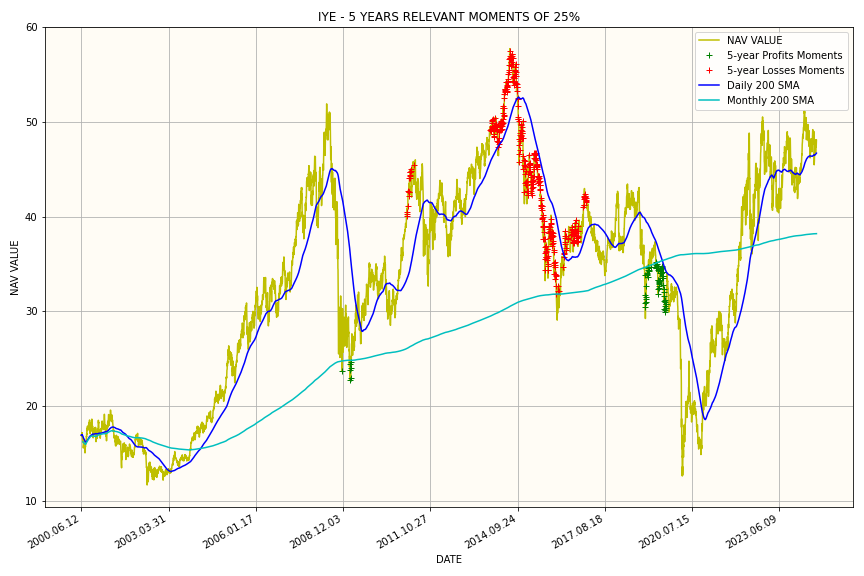 IYE - 5 YEARS RELEVANT MOMENTS OF 25%
NAV VALUE
5-year Profits Moments
5-year Losses Moments
Daily 200 SMA
Monthly 200 SMA
60
50
40
30
20
10
NAV VALUE
2000.06.12
2003.03.31
2006.01.17
2008.12.03
2011.10.27
2014.09.24
2017.08.18
2020.07.15
2023.06.09
DATE